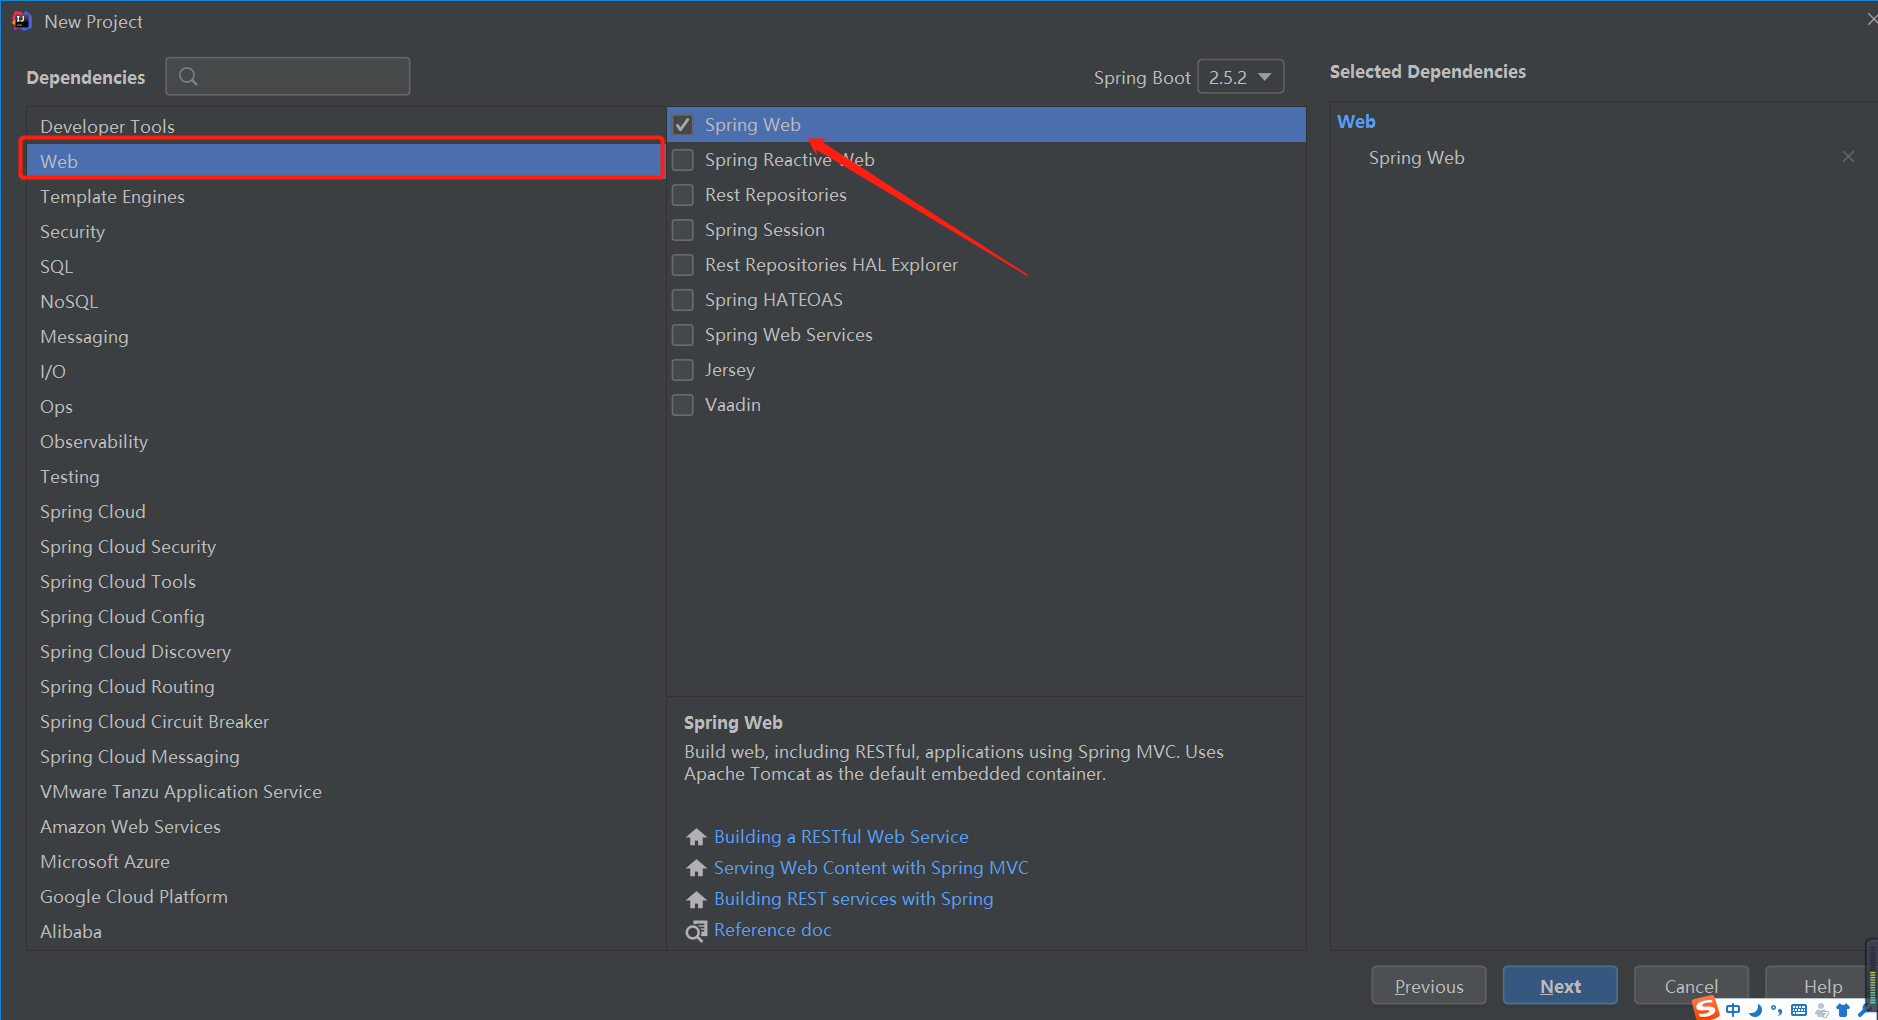 New Project
Dependencies
Spring Boot 2.5.2
Selected Dependencies
Developer Tools
Web
Template Engines
Security
SQL
NoSQL
Messaging
I/O
Ops
Observability
Testing
Spring Cloud
Spring Cloud Security
Spring Cloud Tools
Spring Cloud Config
Spring Cloud Discovery
Spring Cloud Routing
Spring Cloud Circuit Breaker
Spring Cloud Messaging
VMware Tanzu Application Service
Amazon Web Services
Microsoft Azure
Google Cloud Platform
Alibaba
Spring Web
Spring Reactive Web
Rest Repositories
Spring Session
Rest Repositories HAL Explorer
Spring HATEOAS
Spring Web Services
Jersey
Vaadin
Spring Web
Build web, including RESTful, applications using Spring MVC. Uses
Apache Tomcat as the default embedded container.
Building a RESTful Web Service
Serving Web Content with Spring MVC
Building REST services with Spring
Reference doc
Web
Spring Web
Previous
Next
Cancel
Help
中